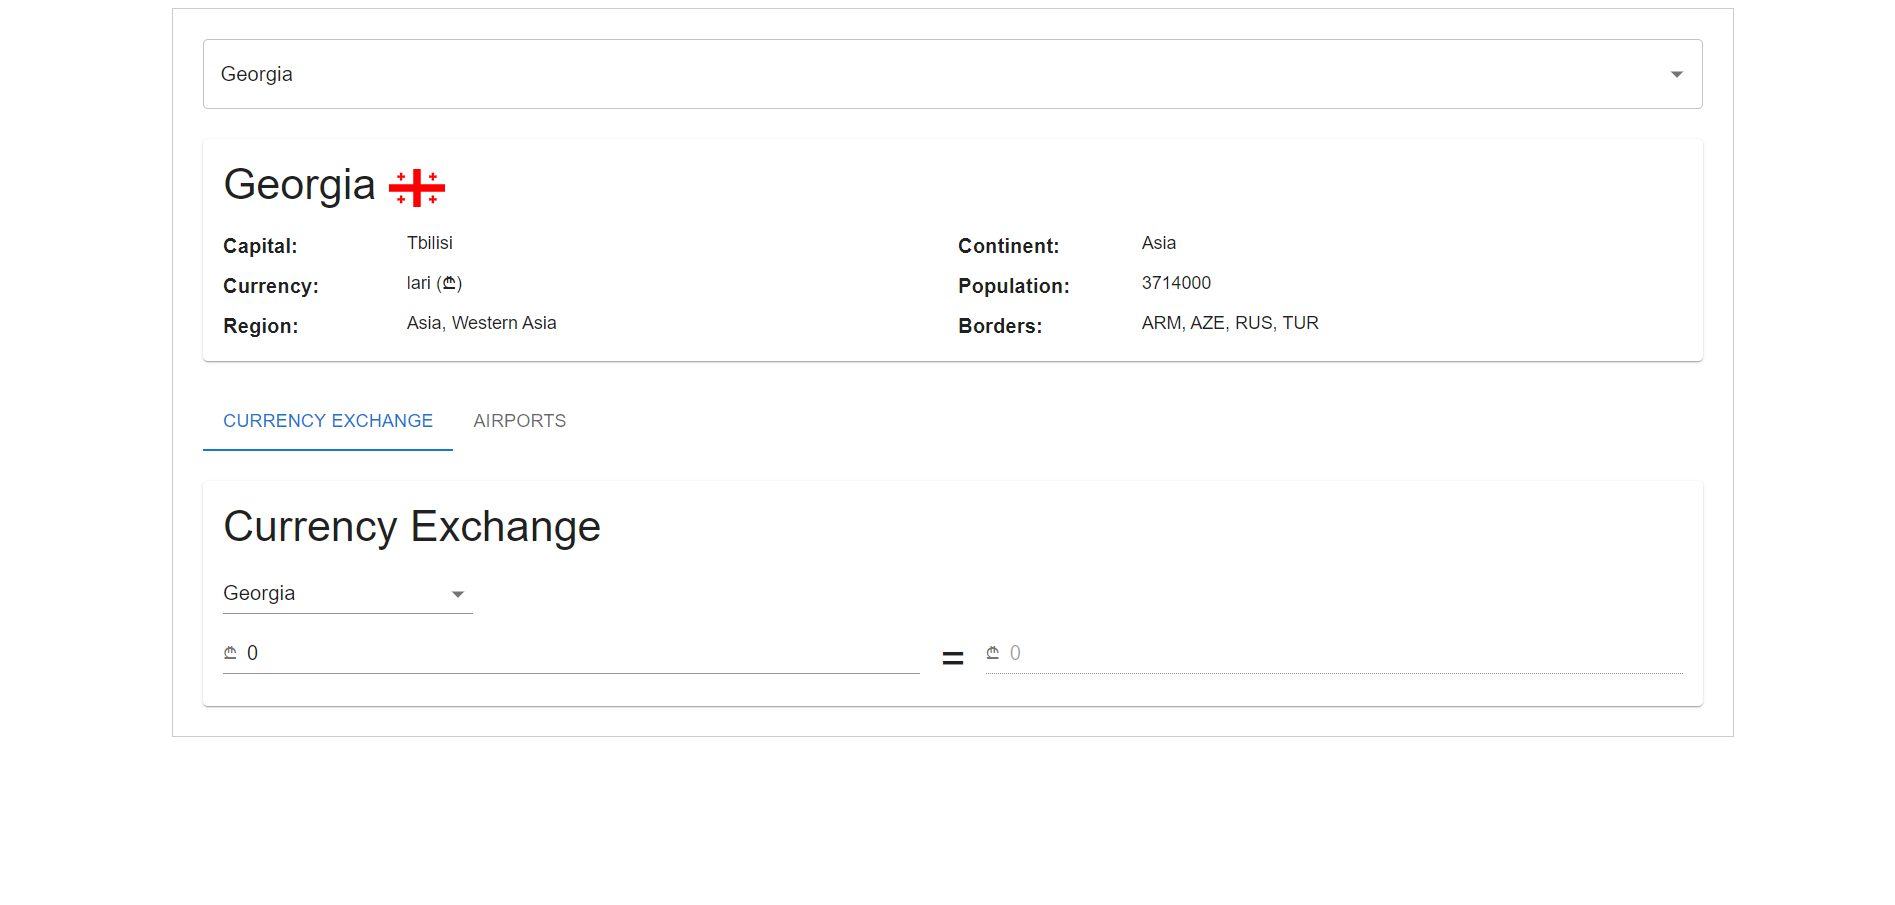 Georgia
Georgia
Capital: Tbilisi Continent: Asia
Currency: lari (₾) Population: 3714000
Region: Asia, Western Asia Borders: ARM, AZE, RUS, TUR
CURRENCY EXCHANGE AIRPORTS
Currency Exchange
Georgia
₾ 0 = ₾ 0